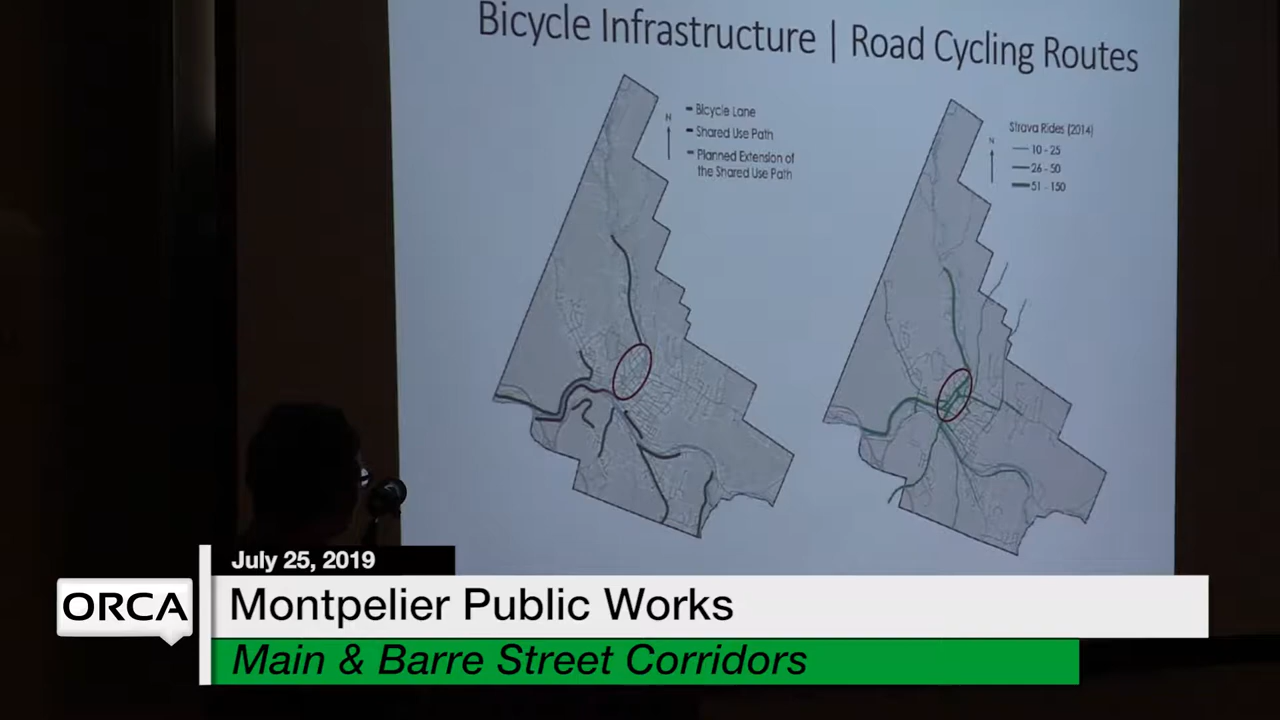 Bicycle Infrastructure | Road Cycling Routes
N
Bicycle Lane
Shared Use Path
Planned Extension of
the Shared Use Path
N
Strava Rides (2014)
10 - 25
26 - 50
51 - 150
July 25, 2019
ORCA
Montpelier Public Works
Main & Barre Street Corridors